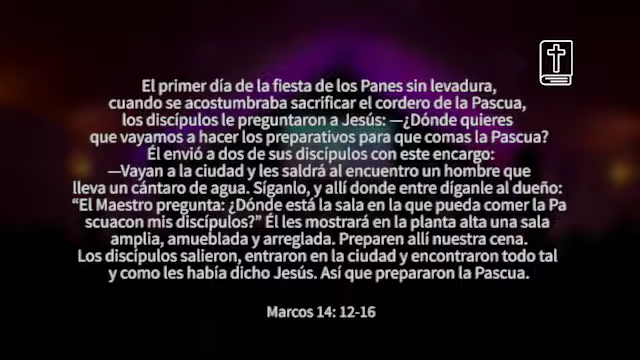 El primer día de la fiesta de los Panes sin levadura,
cuando se acostumbraba sacrificar el cordero de la Pascua,
los discípulos le preguntaron a Jesús: —¿Dónde quieres
que vayamos a hacer los preparativos para que comas la Pascua?
Él envió a dos de sus discípulos con este encargo:
—Vayan a la ciudad y les saldrá al encuentro un hombre que
lleva un cántaro de agua. Síganlo, y allí donde entre díganle al dueño:
“El Maestro pregunta: ¿Dónde está la sala en la que pueda comer la Pa
scuacon mis discípulos?” Él les mostrará en la planta alta una sala
amplia, amueblada y arreglada. Preparen allí nuestra cena.
Los discípulos salieron, entraron en la ciudad y encontraron todo tal
y como les había dicho Jesús. Así que prepararon la Pascua.
Marcos 14: 12-16